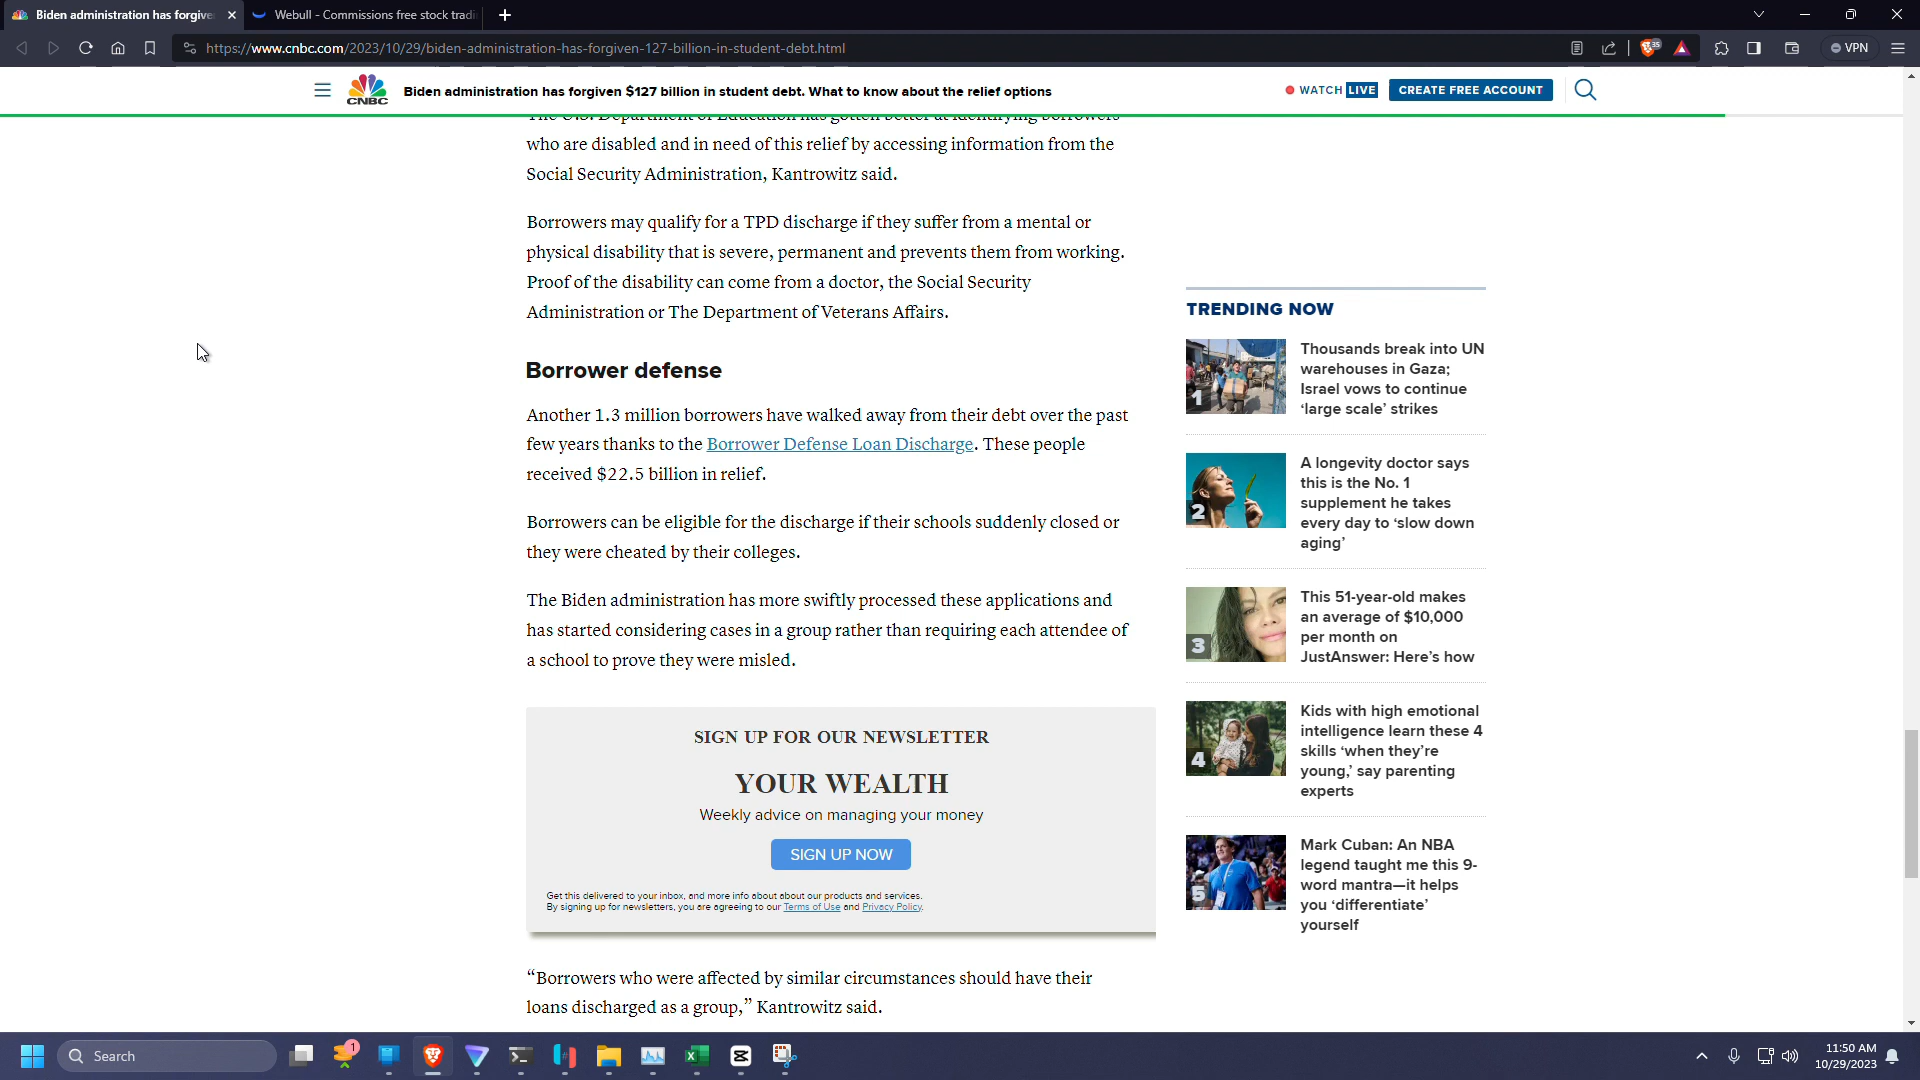 Biden administration has forgive
Webull - Commissions free stock tradi
https://www.cnbc.com/2023/10/29/biden-administration-has-forgiven-127-billion-in-student-debt.html
35
VPN
CNBC
Biden administration has forgiven $127 billion in student debt. What to know about the relief options
WATCH LIVE
CREATE FREE ACCOUNT
The U.S. Department of Education has gotten better at identifying borrowers
who are disabled and in need of this relief by accessing information from the
Social Security Administration, Kantrowitz said.
Borrowers may qualify for a TPD discharge if they suffer from a mental or
physical disability that is severe, permanent and prevents them from working.
Proof of the disability can come from a doctor, the Social Security
Administration or The Department of Veterans Affairs.
Borrower defense
Another 1.3 million borrowers have walked away from their debt over the past
few years thanks to the Borrower Defense Loan Discharge. These people
received $22.5 billion in relief.
Borrowers can be eligible for the discharge if their schools suddenly closed or
they were cheated by their colleges.
The Biden administration has more swiftly processed these applications and
has started considering cases in a group rather than requiring each attendee of
a school to prove they were misled.
SIGN UP FOR OUR NEWSLETTER
YOUR WEALTH
Weekly advice on managing your money
SIGN UP NOW
Get this delivered to your inbox, and more info about about our products and services.
By signing up for newsletters, you are agreeing to our Terms of Use and Privacy Policy.
“Borrowers who were affected by similar circumstances should have their
loans discharged as a group,” Kantrowitz said.
TRENDING NOW
1
Thousands break into UN
warehouses in Gaza;
Israel vows to continue
‘large scale’ strikes
2
A longevity doctor says
this is the No. 1
supplement he takes
every day to ‘slow down
aging’
3
This 51-year-old makes
an average of $10,000
per month on
JustAnswer: Here’s how
4
Kids with high emotional
intelligence learn these 4
skills ‘when they’re
young,’ say parenting
experts
5
Mark Cuban: An NBA
legend taught me this 9-
word mantra—it helps
you ‘differentiate’
yourself
Search
1
11:50 AM
10/29/2023